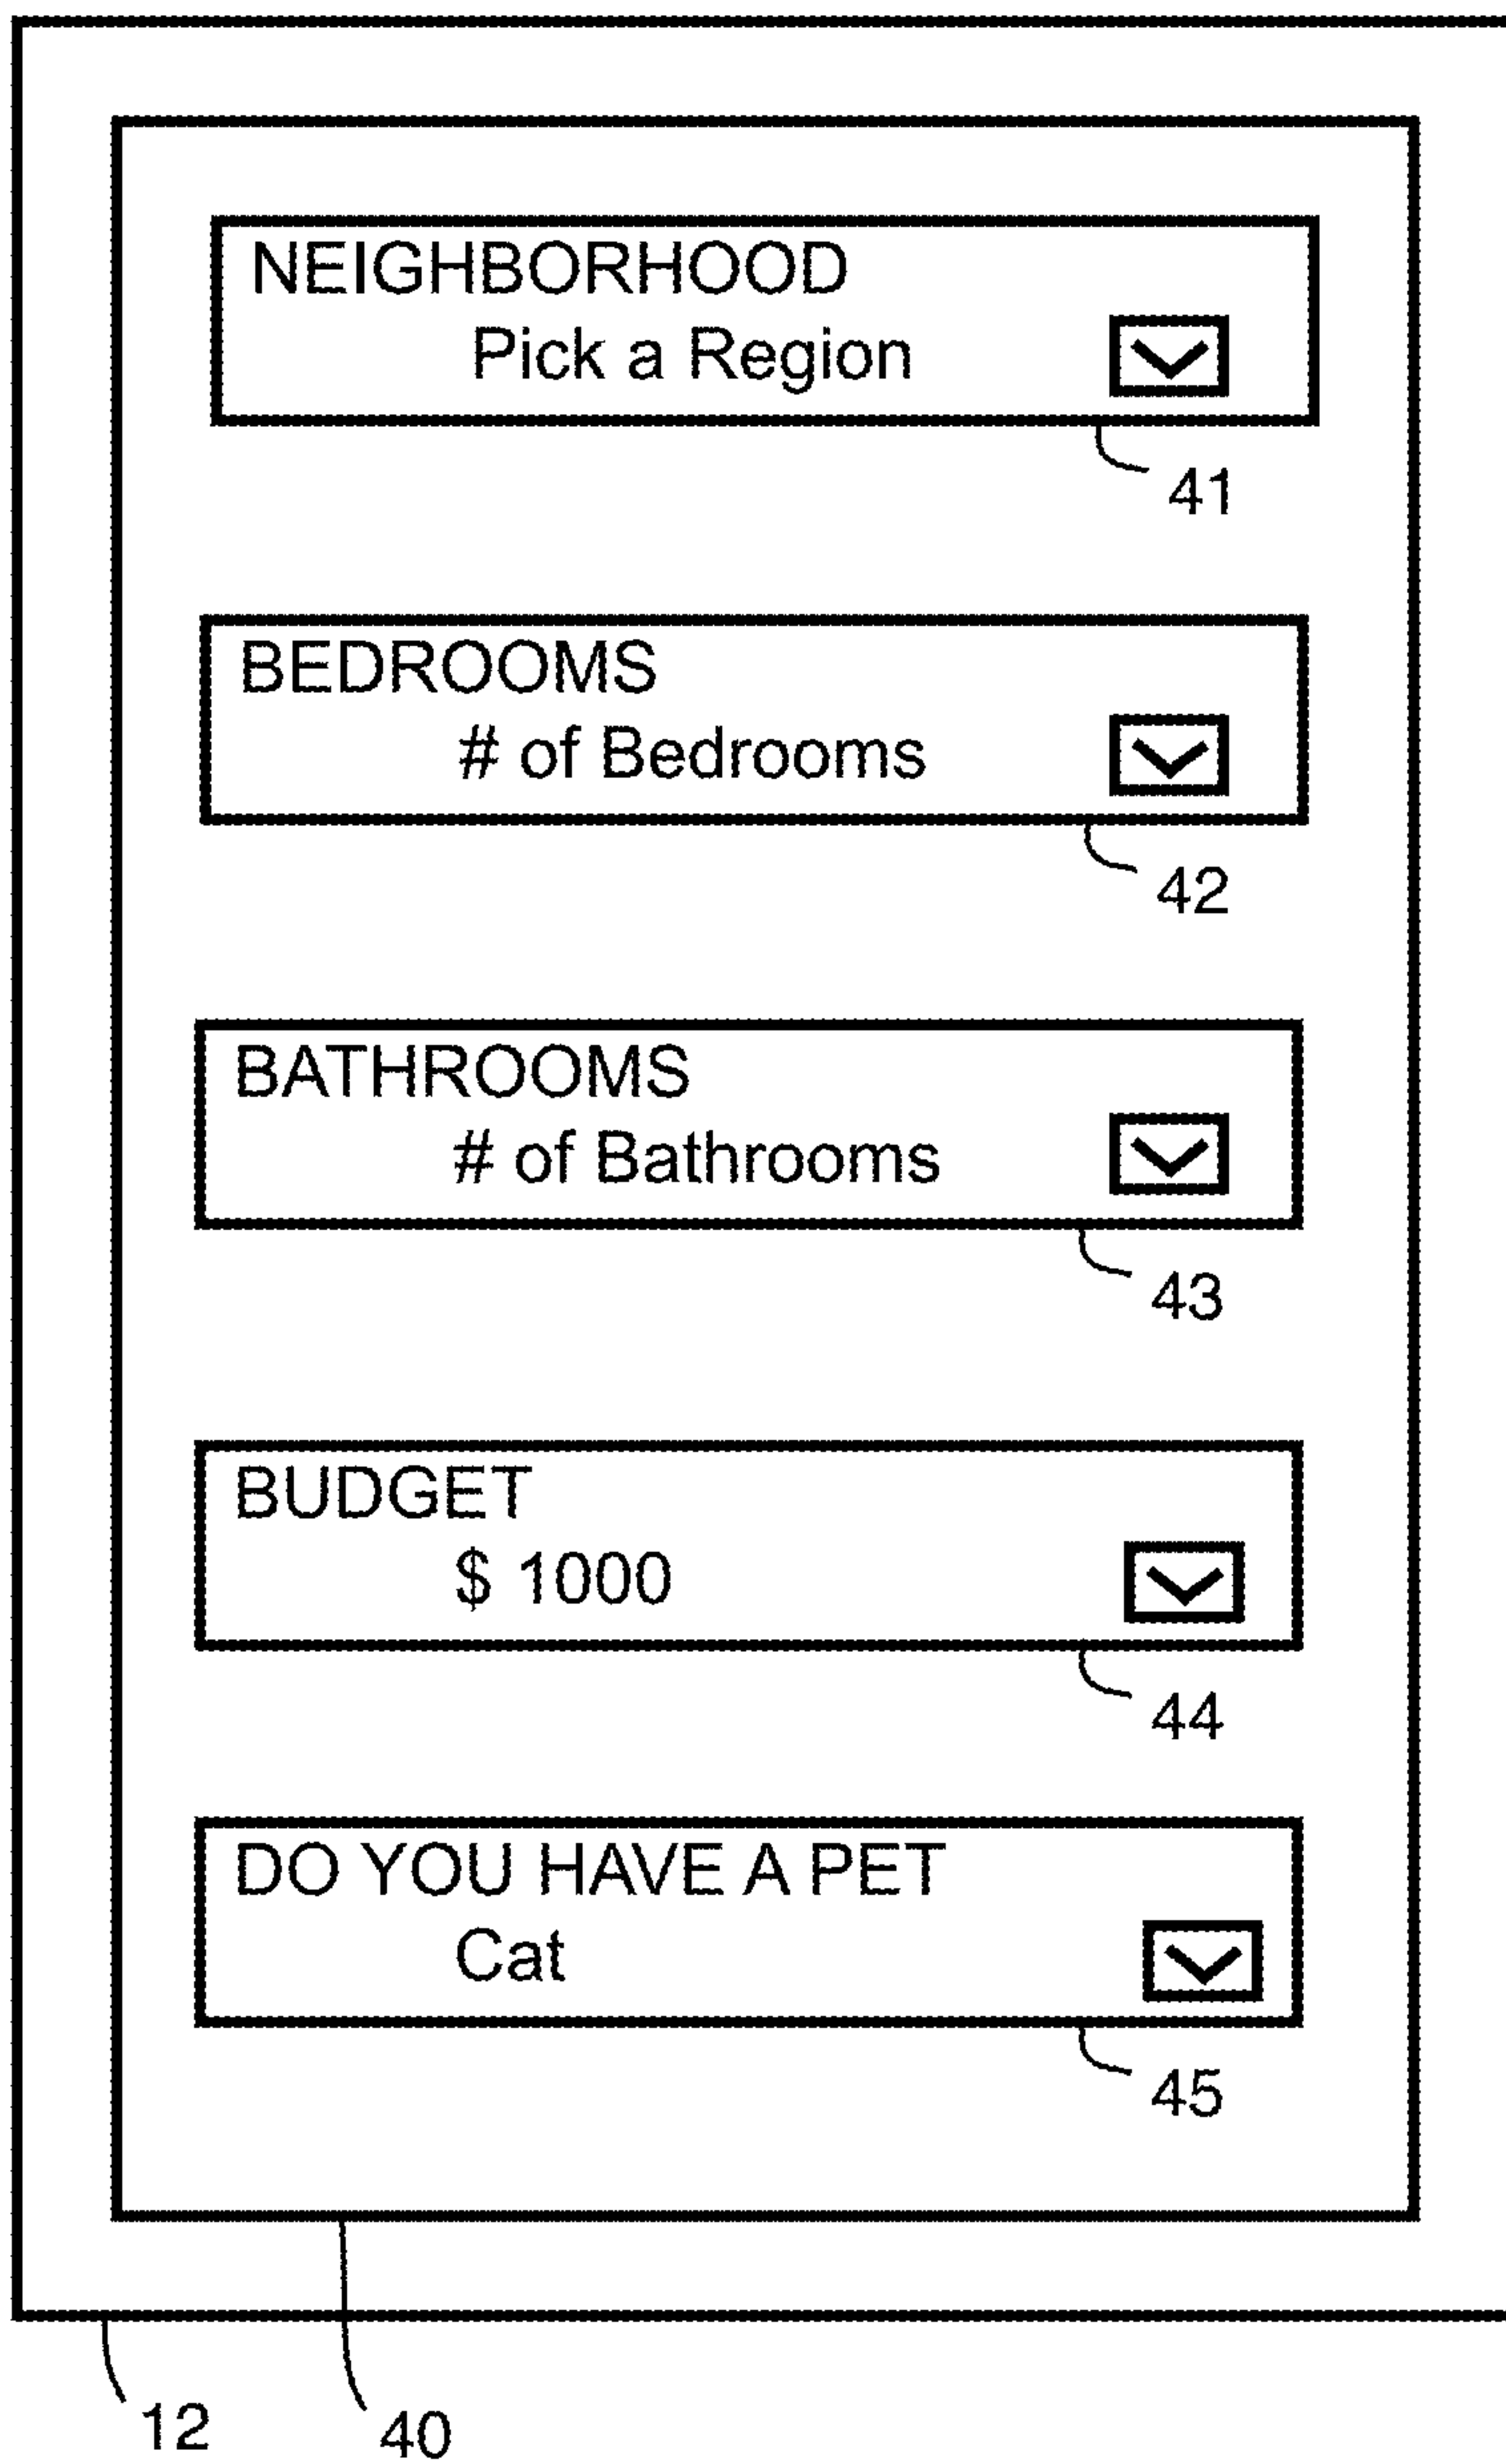 NEIGHBORHOOD
Pick a Region
41
BEDROOMS
# of Bedrooms
42
BATHROOMS
# of Bathrooms
43
BUDGET
$ 1000
44
DO YOU HAVE A PET
Cat
45
12
40